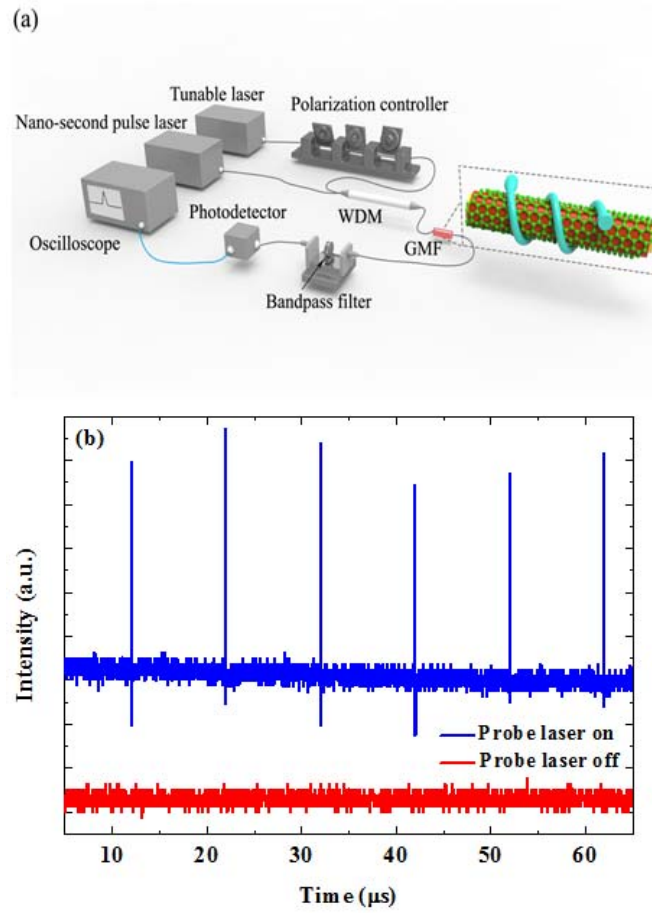 (a)
Tunable laser
Polarization controller
Nano-second pulse laser
Photodetector
WDM
Oscilloscope
GMF
Bandpass filter
(b)
Intensity (a.u.)
Probe laser on
Probe laser off
10 20 30 40 50 60
Time (μs)